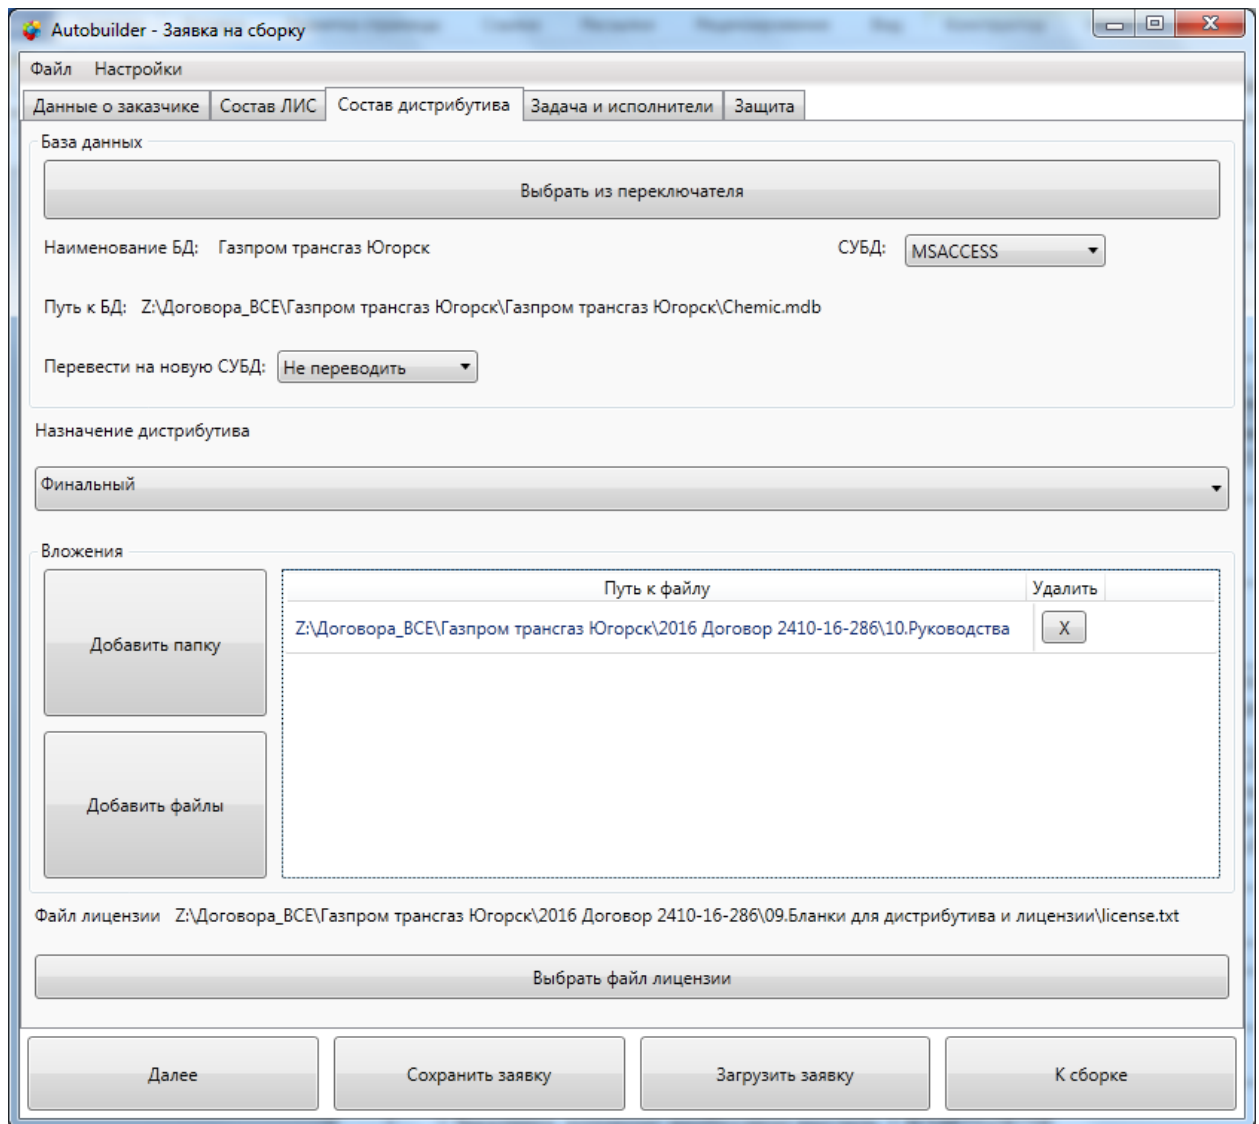 Autobuilder - Заявка на сборку
Файл Настройки
Данные о заказчике Состав ЛИС Состав дистрибутива Задача и исполнители Защита
База данных
Выбрать из переключателя
Наименование БД: Газпром трансгаз Югорск СУБД: MSACCESS
Путь к БД: Z:\Договора_ВСЕ\Газпром трансгаз Югорск\Газпром трансгаз Югорск\Chemic.mdb
Перевести на новую СУБД: Не переводить
Назначение дистрибутива
Финальный
Вложения
Путь к файлу Удалить
Z:\Договора_ВСЕ\Газпром трансгаз Югорск\2016 Договор 2410-16-286\10.Руководства X
Добавить папку
Добавить файлы
Файл лицензии Z:\Договора_ВСЕ\Газпром трансгаз Югорск\2016 Договор 2410-16-286\09.Бланки для дистрибутива и лицензии\license.txt
Выбрать файл лицензии
Далее Сохранить заявку Загрузить заявку К сборке